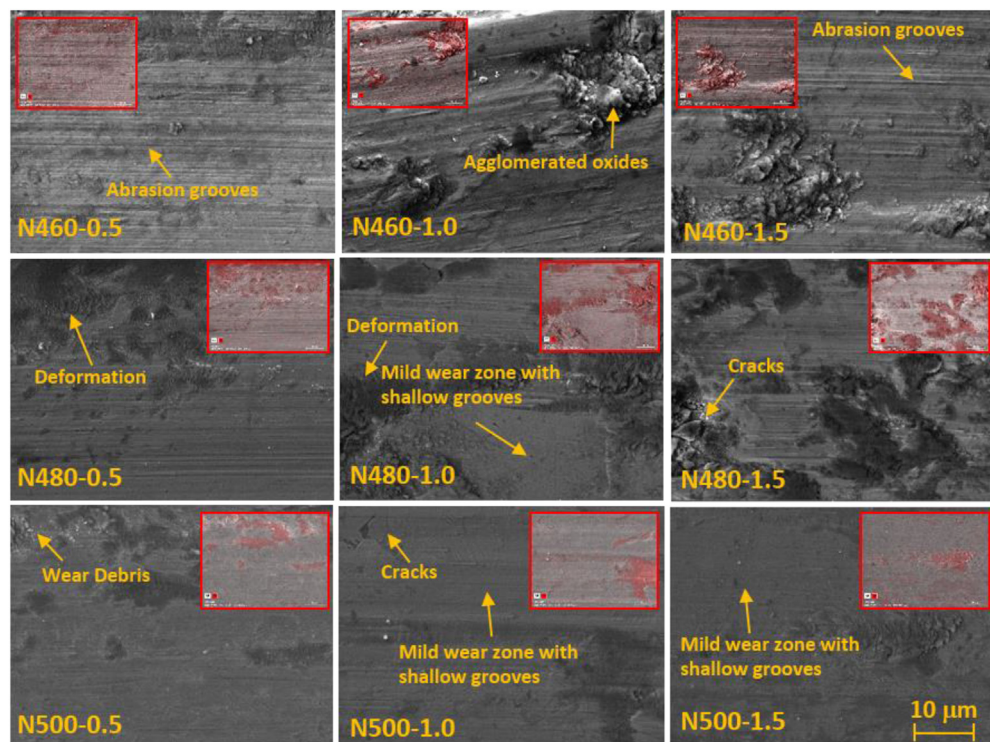 Abrasion grooves
N460-0.5
Agglomerated oxides
N460-1.0
Abrasion grooves
N460-1.5
Deformation
N480-0.5
Deformation
Mild wear zone with
shallow grooves
N480-1.0
Cracks
N480-1.5
Wear Debris
N500-0.5
Cracks
Mild wear zone with
shallow grooves
N500-1.0
Mild wear zone with
shallow grooves
N500-1.5
10 µm